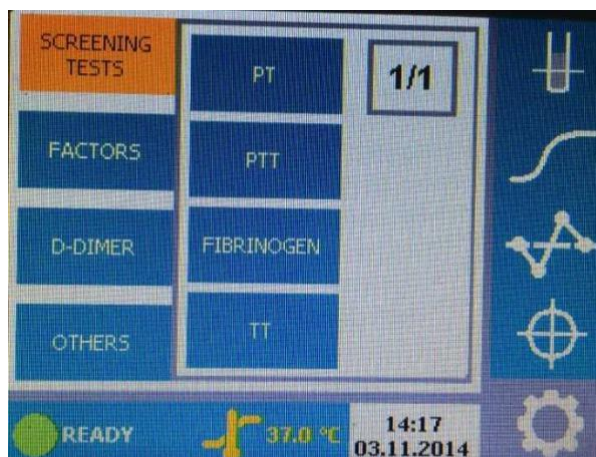 SCREENING
TESTS
FACTORS
D-DIMER
OTHERS
PT
PTT
FIBRINOGEN
TT
1/1
READY
37.0 °C
14:17
03.11.2014